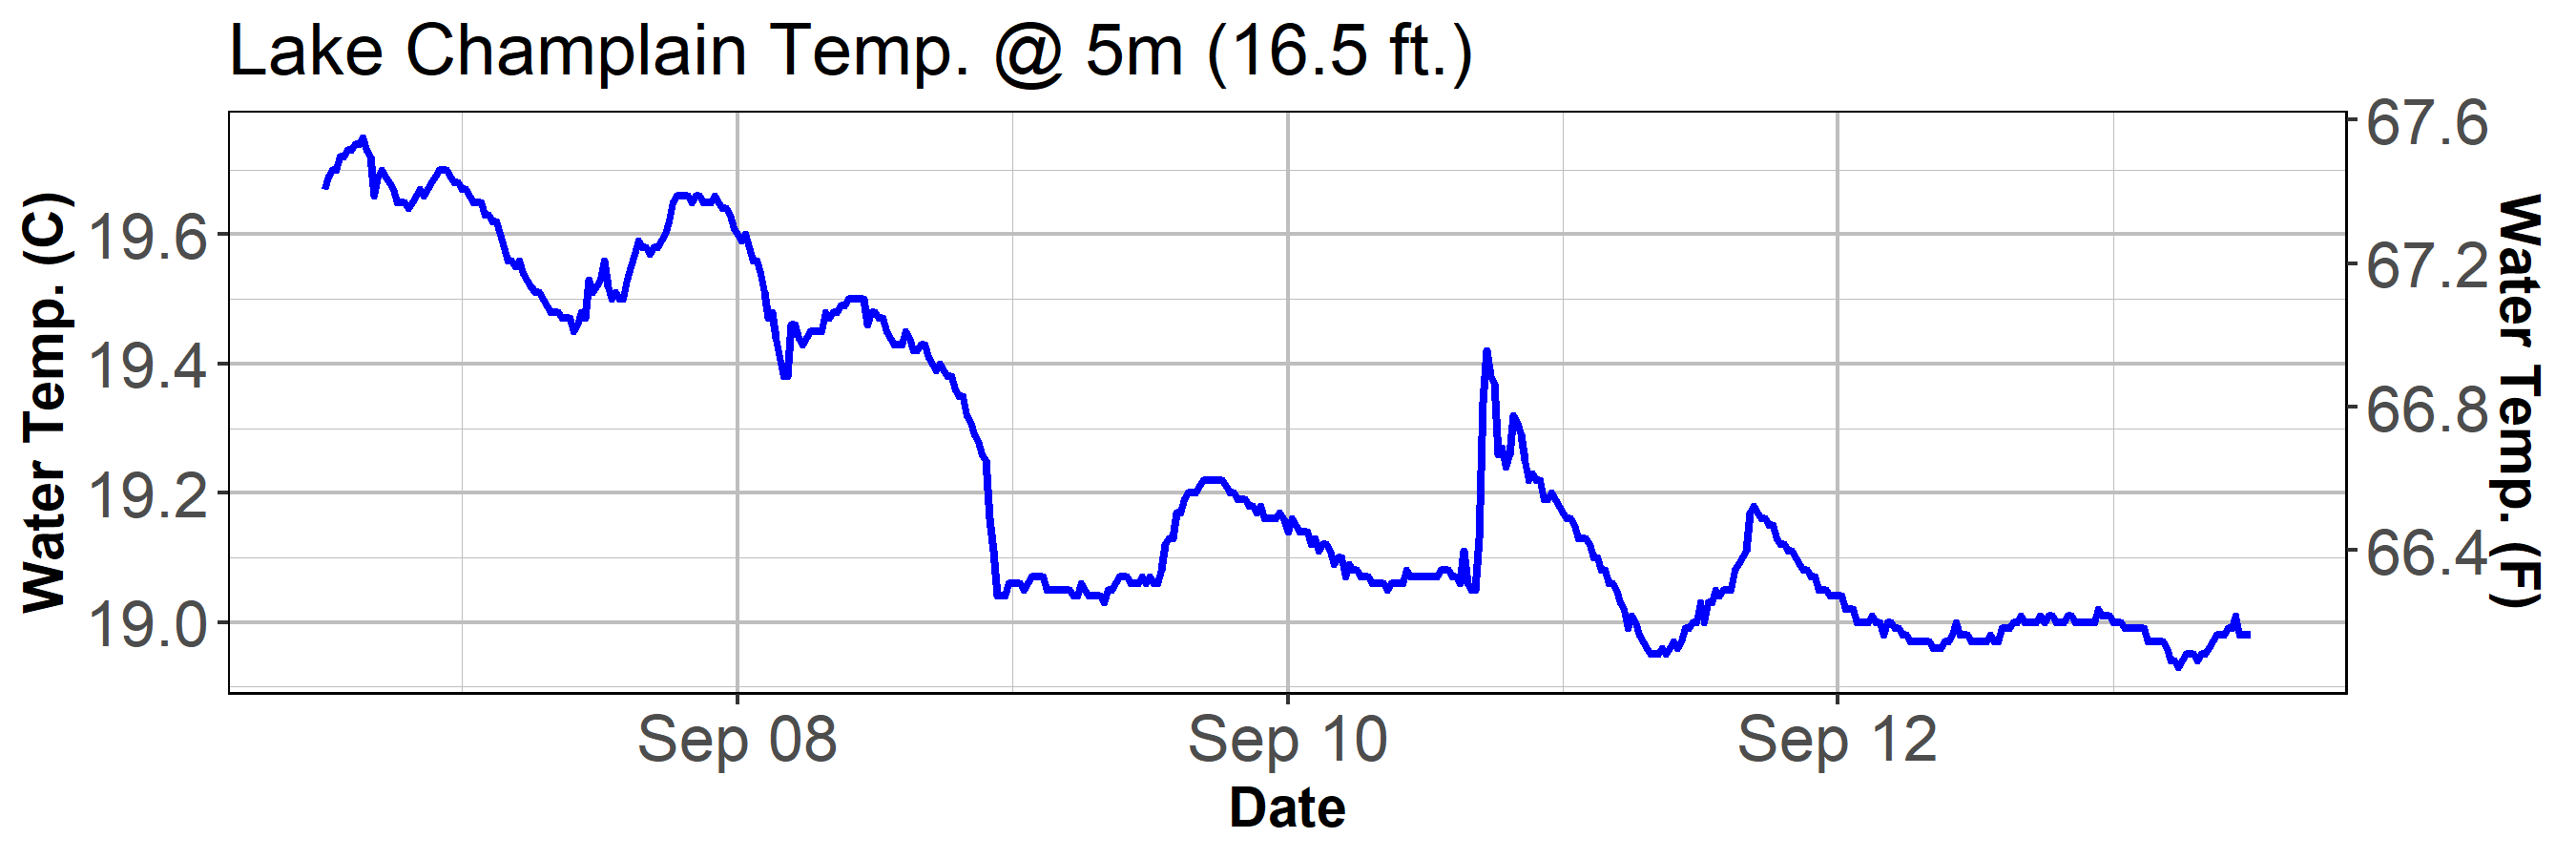 Lake Champlain Temp. @ 5m (16.5 ft.)
Water Temp. (C)
19.6
19.4
19.2
19.0
67.6
67.2
66.8
66.4
Water Temp. (F)
Sep 08
Sep 10
Sep 12
Date